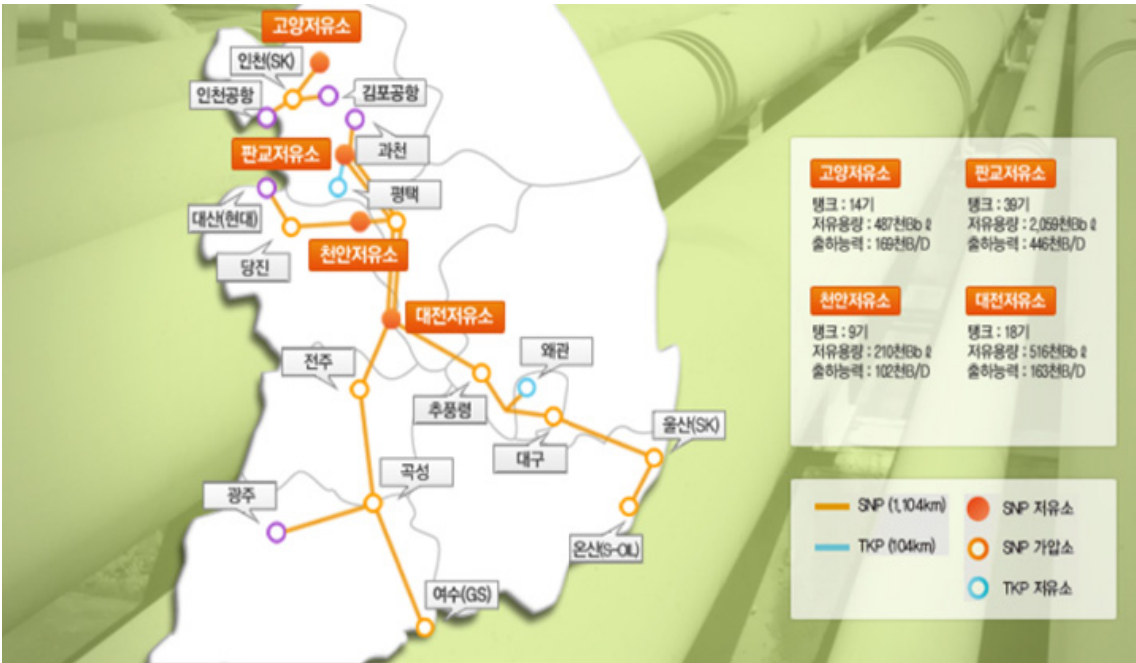 고양저유소
인천(SK)
인천공항
김포공항
판교저유소
과천
평택
대산(현대)
당진
천안저유소
대전저유소
전주
왜관
추풍령
대구
울산(SK)
곡성
광주
온산(S-OIL)
여수(GS)
고양저유소
탱크 : 14기
저유용량 : 487천Bbℓ
출하능력 : 169천B/D
판교저유소
탱크 : 39기
저유용량 : 2,059천Bbℓ
출하능력 : 446천B/D
천안저유소
탱크 : 9기
저유용량 : 210천Bbℓ
출하능력 : 102천B/D
대전저유소
탱크 : 18기
저유용량 : 516천Bbℓ
출하능력 : 163천B/D
SNP (1,104km)
TKP (104km)
SNP 저유소
SNP 가압소
TKP 저유소